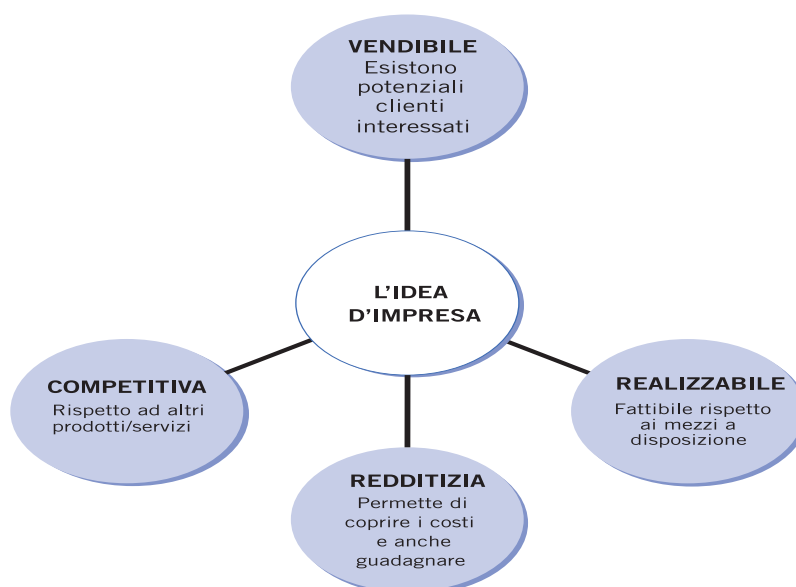 VENDIBILE
Esistono
potenziali
clienti
interessati
L'IDEA
D'IMPRESA
COMPETITIVA
Rispetto ad altri
prodotti/servizi
REALIZZABILE
Fattibile rispetto
ai mezzi a
disposizione
REDDITIZIA
Permette di
coprire i costi
e anche
guadagnare